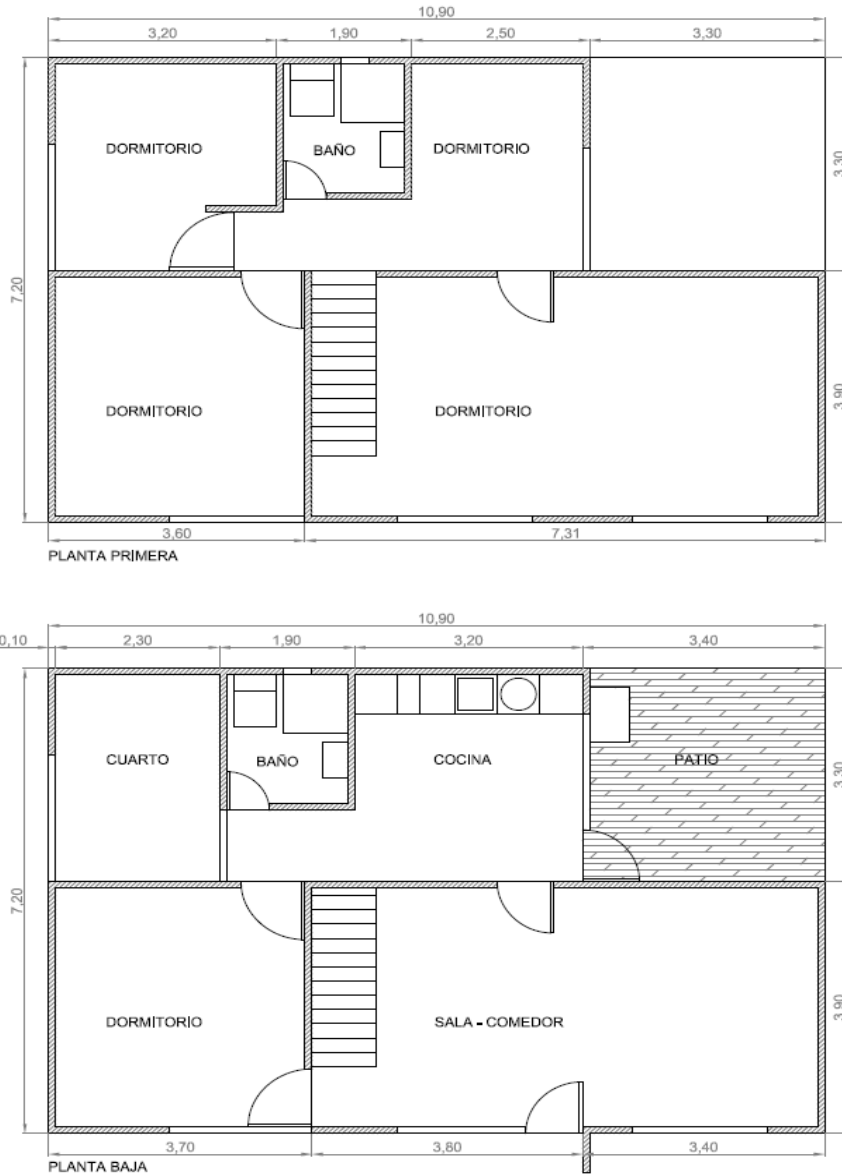 10,90
3,20 1,90 2,50 3,30
DORMITORIO BAÑO DORMITORIO
3,30
7,20
DORMITORIO DORMITORIO
3,90
3,60 7,31
PLANTA PRIMERA
10,90
0,10 2,30 1,90 3,20 3,40
CUARTO BAÑO COCINA PATIO
3,30
7,20
DORMITORIO SALA - COMEDOR
3,90
3,70 3,80 3,40
PLANTA BAJA